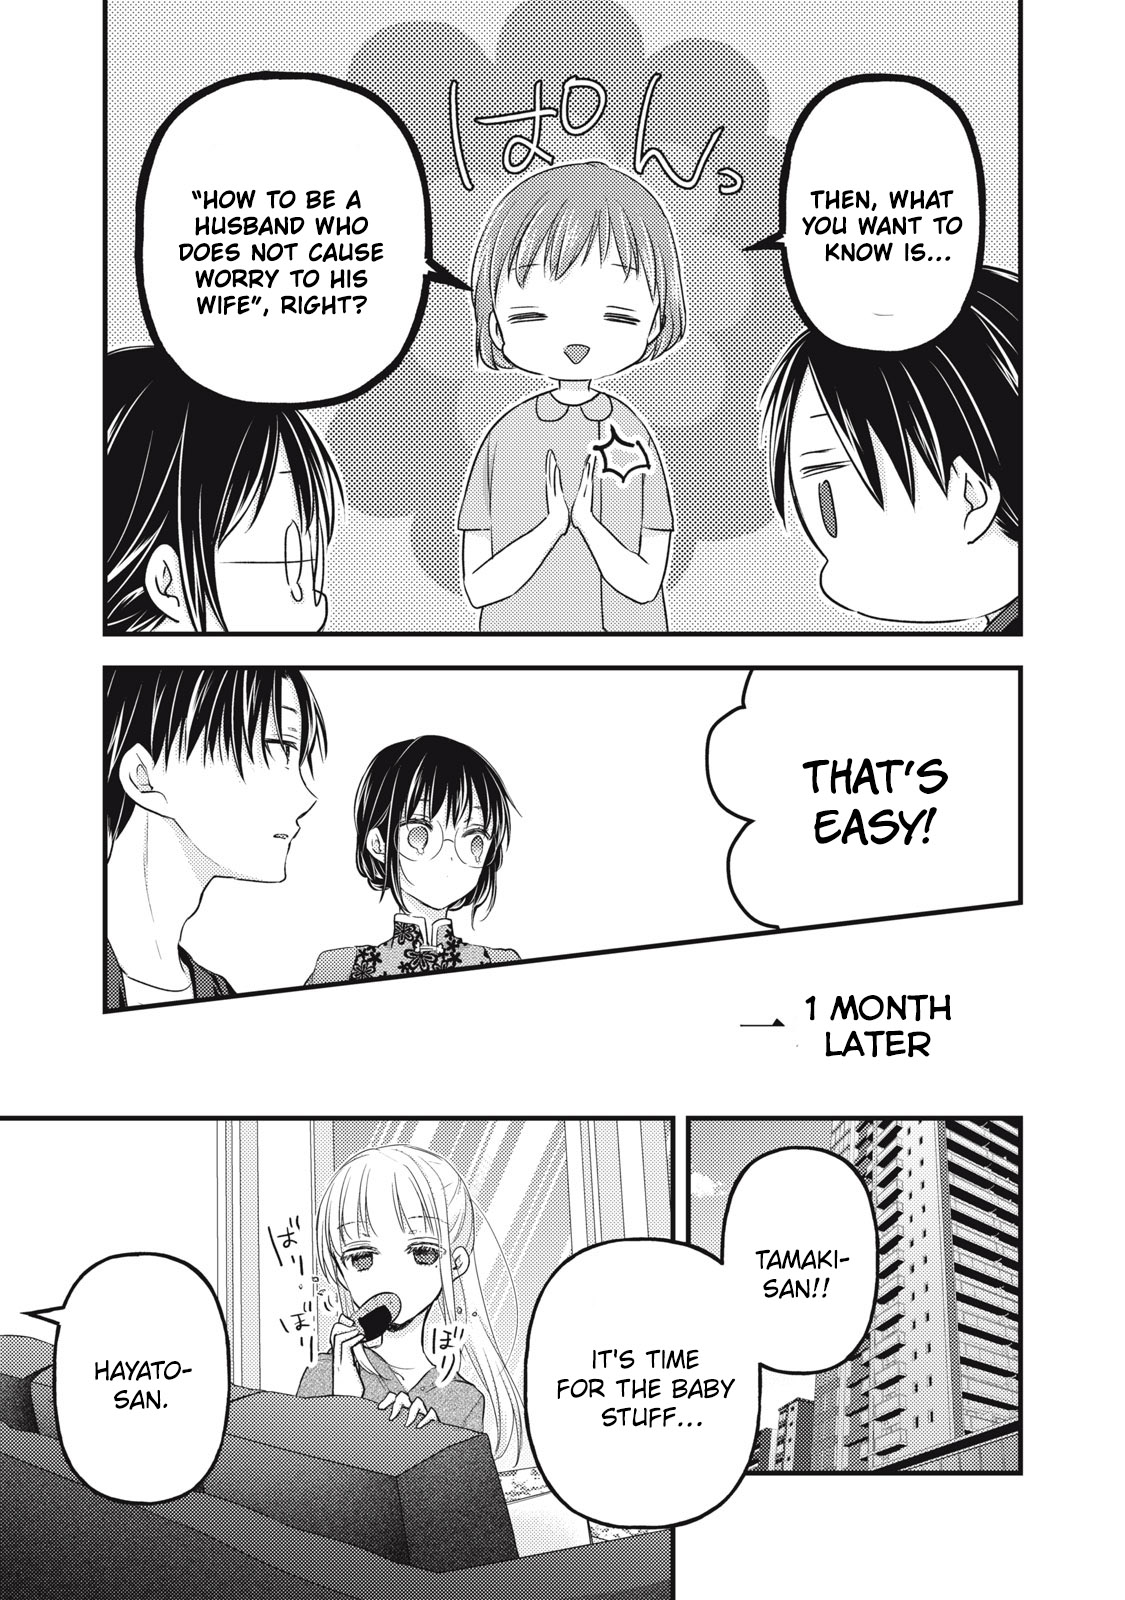 ぱんっ
THEN, WHAT
YOU WANT TO
KNOW IS...
"HOW TO BE A
HUSBAND WHO
DOES NOT CAUSE
WORRY TO HIS
WIFE", RIGHT?
THAT'S
EASY!
1 MONTH
LATER
TAMAKI-
SAN!!
IT'S TIME
FOR THE BABY
STUFF...
ばり
ぼり
ぼり
HAYATO-
SAN.